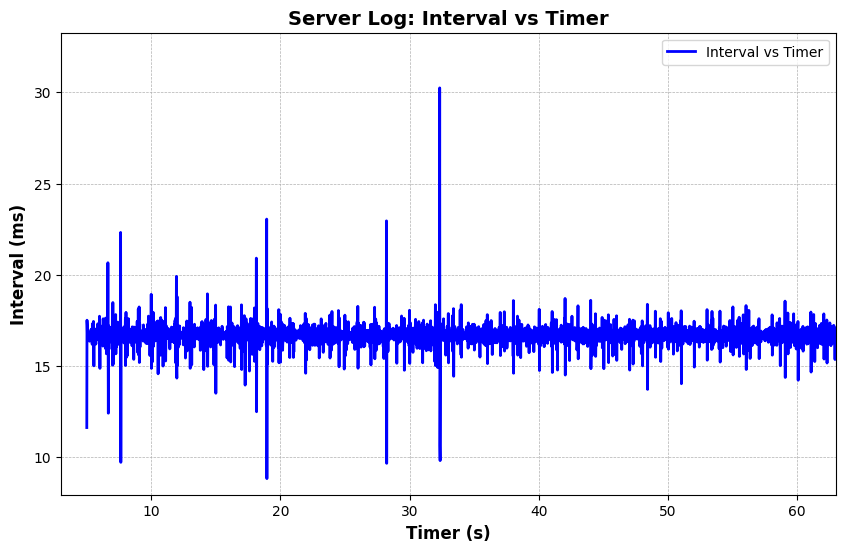 Server Log: Interval vs Timer
Interval vs Timer
30
25
20
15
10
Interval (ms)
10 20 30 40 50 60
Timer (s)